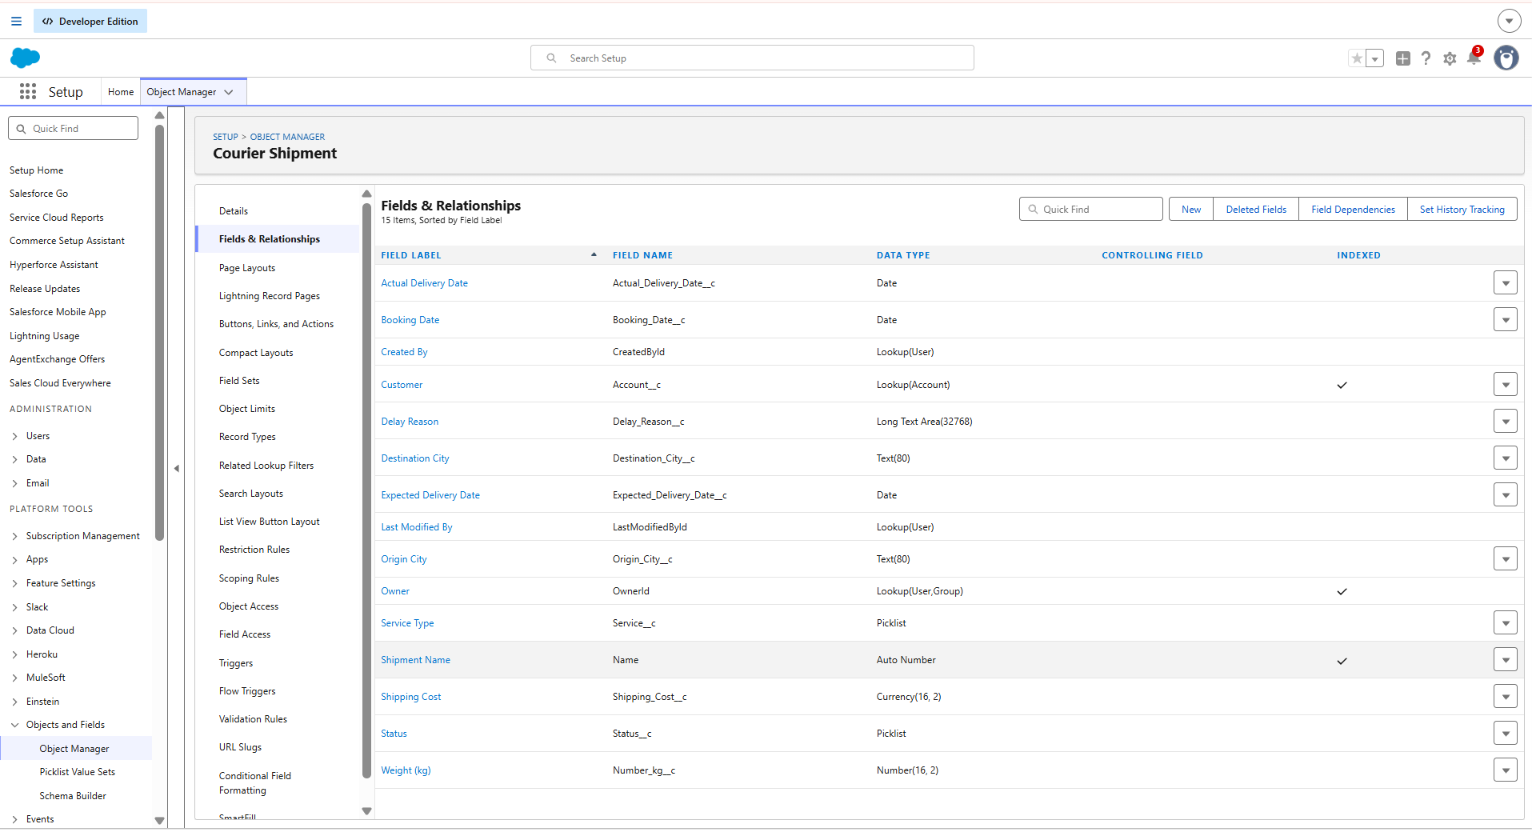 Developer Edition
Search Setup
3
Setup
Home
Object Manager
Quick Find
Setup Home
Salesforce Go
Service Cloud Reports
Commerce Setup Assistant
Hyperforce Assistant
Release Updates
Salesforce Mobile App
Lightning Usage
AgentExchange Offers
Sales Cloud Everywhere
ADMINISTRATION
Users
Data
Email
PLATFORM TOOLS
Subscription Management
Apps
Feature Settings
Slack
Data Cloud
Heroku
MuleSoft
Einstein
Objects and Fields
Object Manager
Picklist Value Sets
Schema Builder
Events
SETUP > OBJECT MANAGER
Courier Shipment
Details
Fields & Relationships
Page Layouts
Lightning Record Pages
Buttons, Links, and Actions
Compact Layouts
Field Sets
Object Limits
Record Types
Related Lookup Filters
Search Layouts
List View Button Layout
Restriction Rules
Scoping Rules
Object Access
Field Access
Triggers
Flow Triggers
Validation Rules
URL Slugs
Conditional Field
Formatting
SmartFill
Fields & Relationships
15 Items, Sorted by Field Label
Quick Find
New
Deleted Fields
Field Dependencies
Set History Tracking
FIELD LABEL FIELD NAME DATA TYPE CONTROLLING FIELD INDEXED
Actual Delivery Date Actual_Delivery_Date__c Date
Booking Date Booking_Date__c Date
Created By CreatedById Lookup(User)
Customer Account__c Lookup(Account)
Delay Reason Delay_Reason__c Long Text Area(32768)
Destination City Destination_City__c Text(80)
Expected Delivery Date Expected_Delivery_Date__c Date
Last Modified By LastModifiedById Lookup(User)
Origin City Origin_City__c Text(80)
Owner OwnerId Lookup(User,Group)
Service Type Service__c Picklist
Shipment Name Name Auto Number
Shipping Cost Shipping_Cost__c Currency(16, 2)
Status Status__c Picklist
Weight (kg) Number_kg__c Number(16, 2)